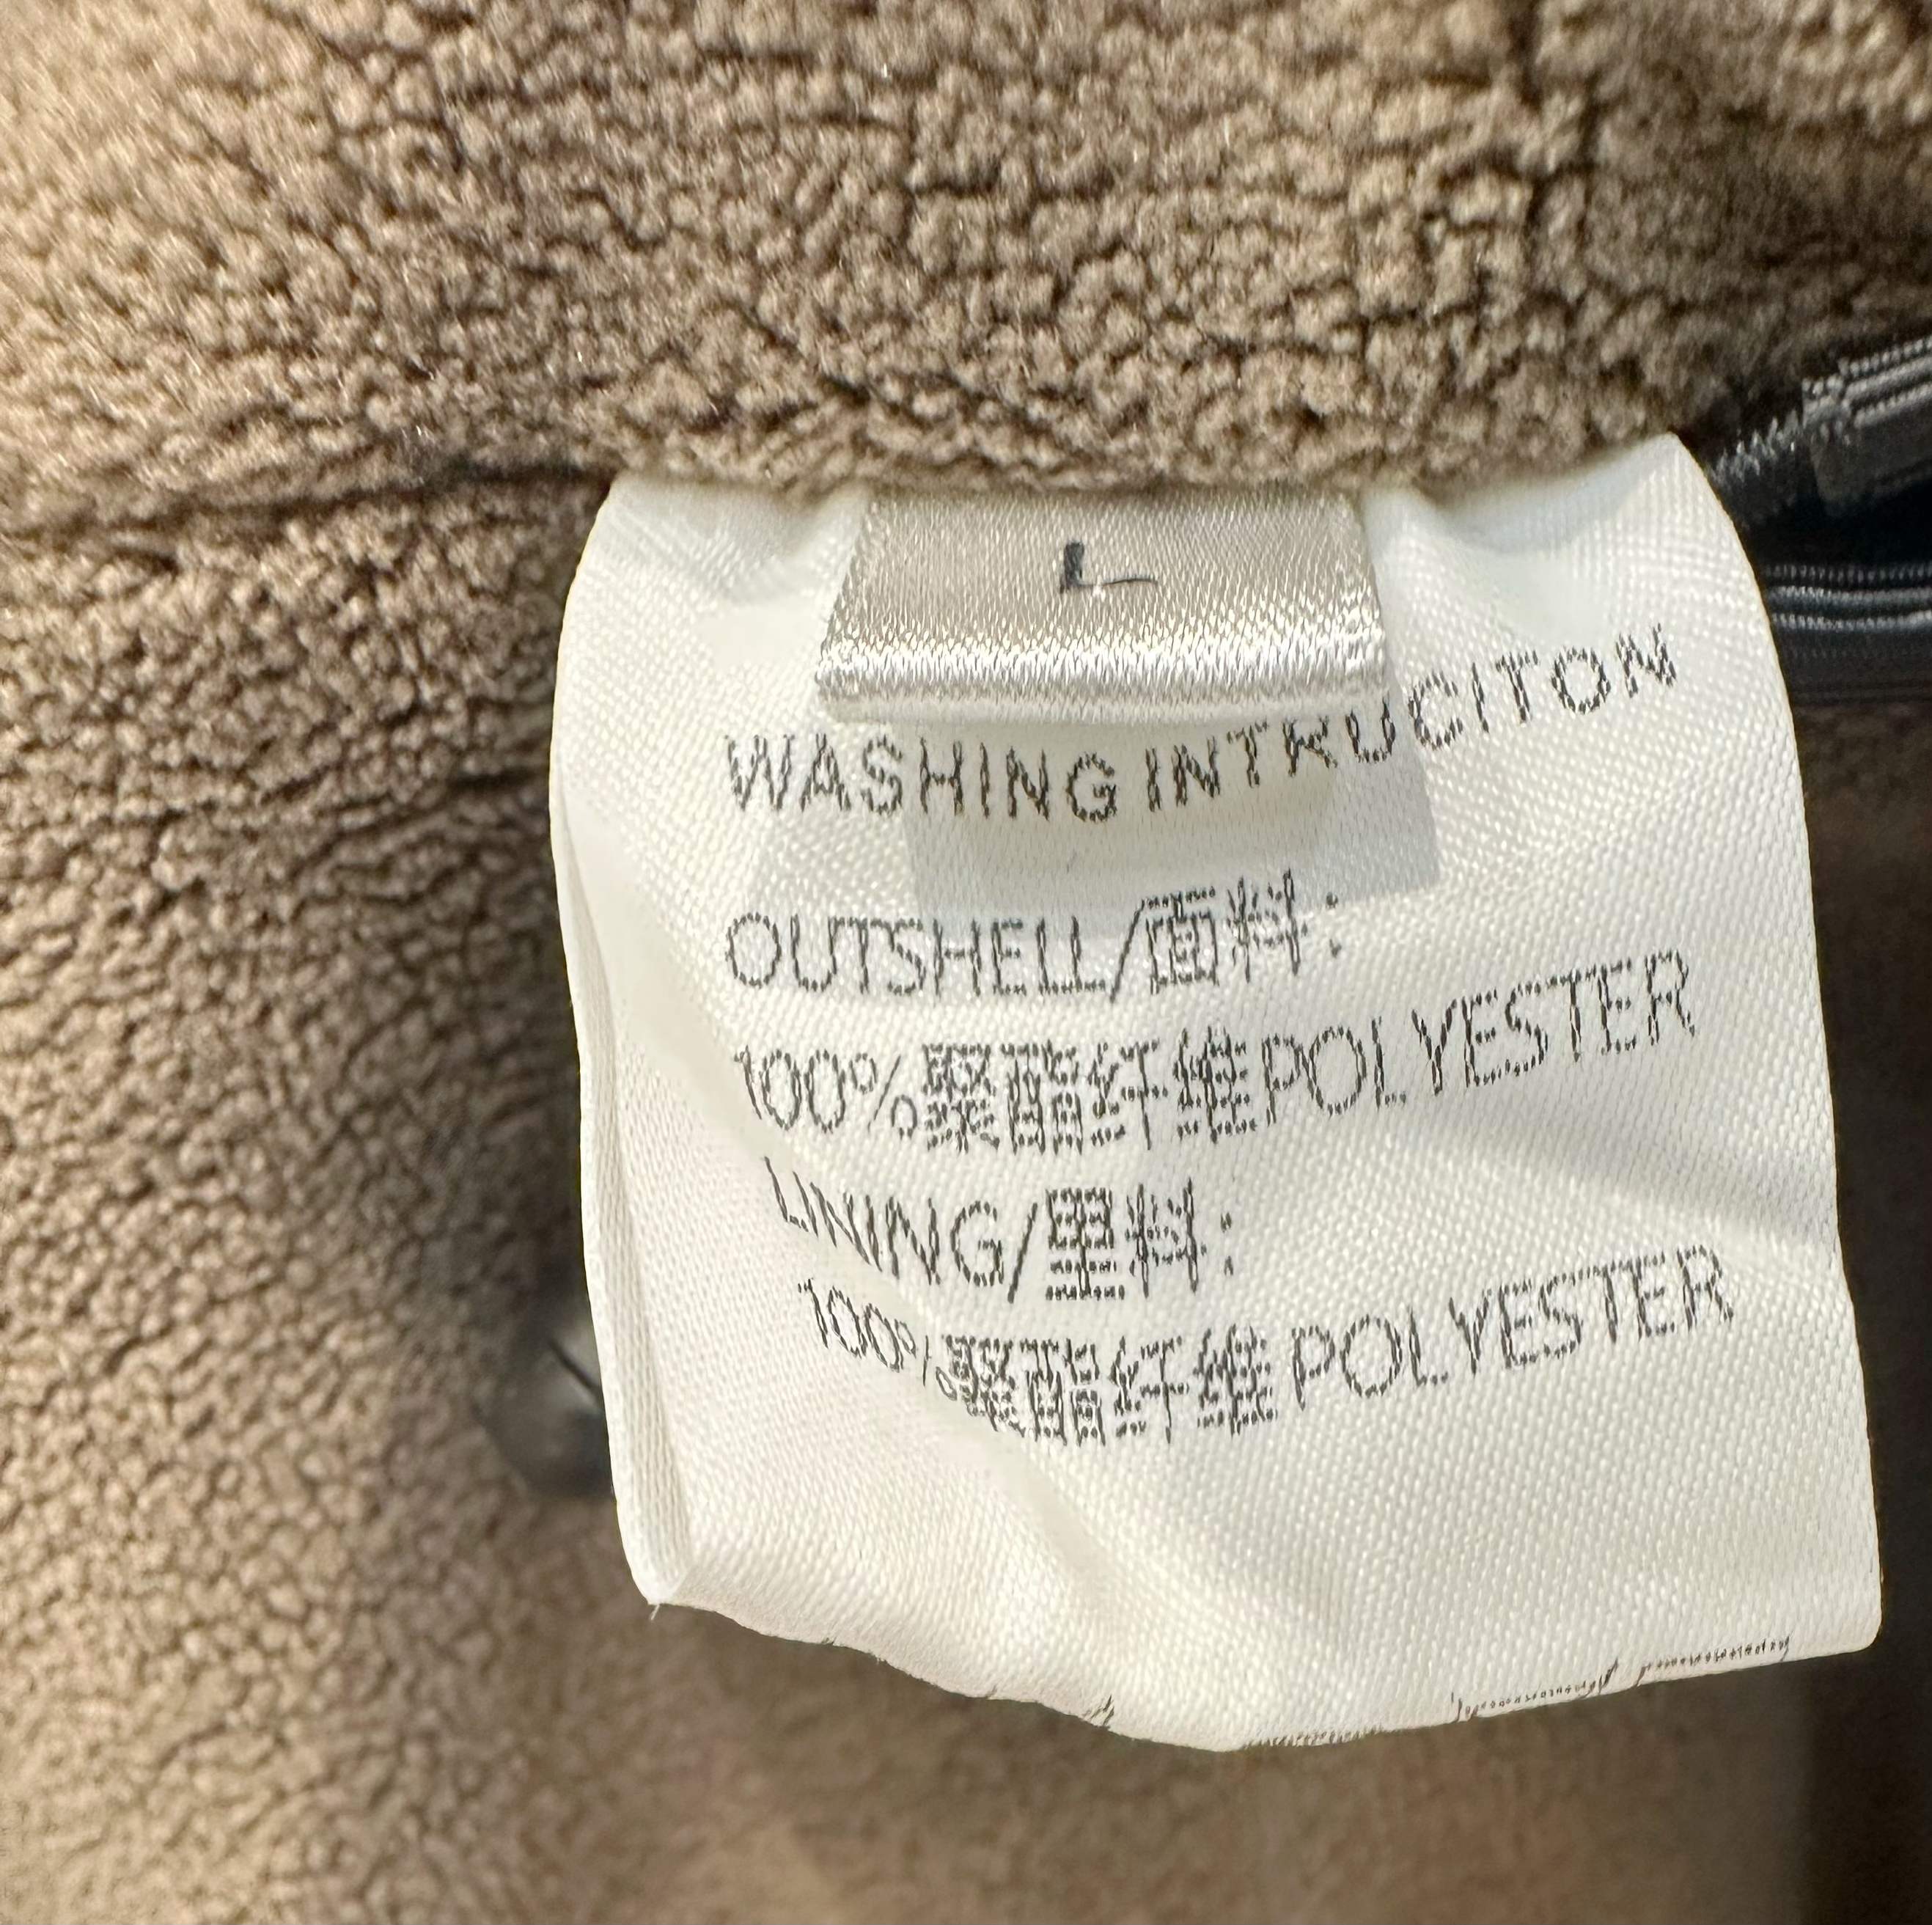 L
WASHING INTRUCITON
OUTSHELL/面料:
100%聚酯纤维POLYESTER
LINING/里料:
100%聚酯纤维POLYESTER